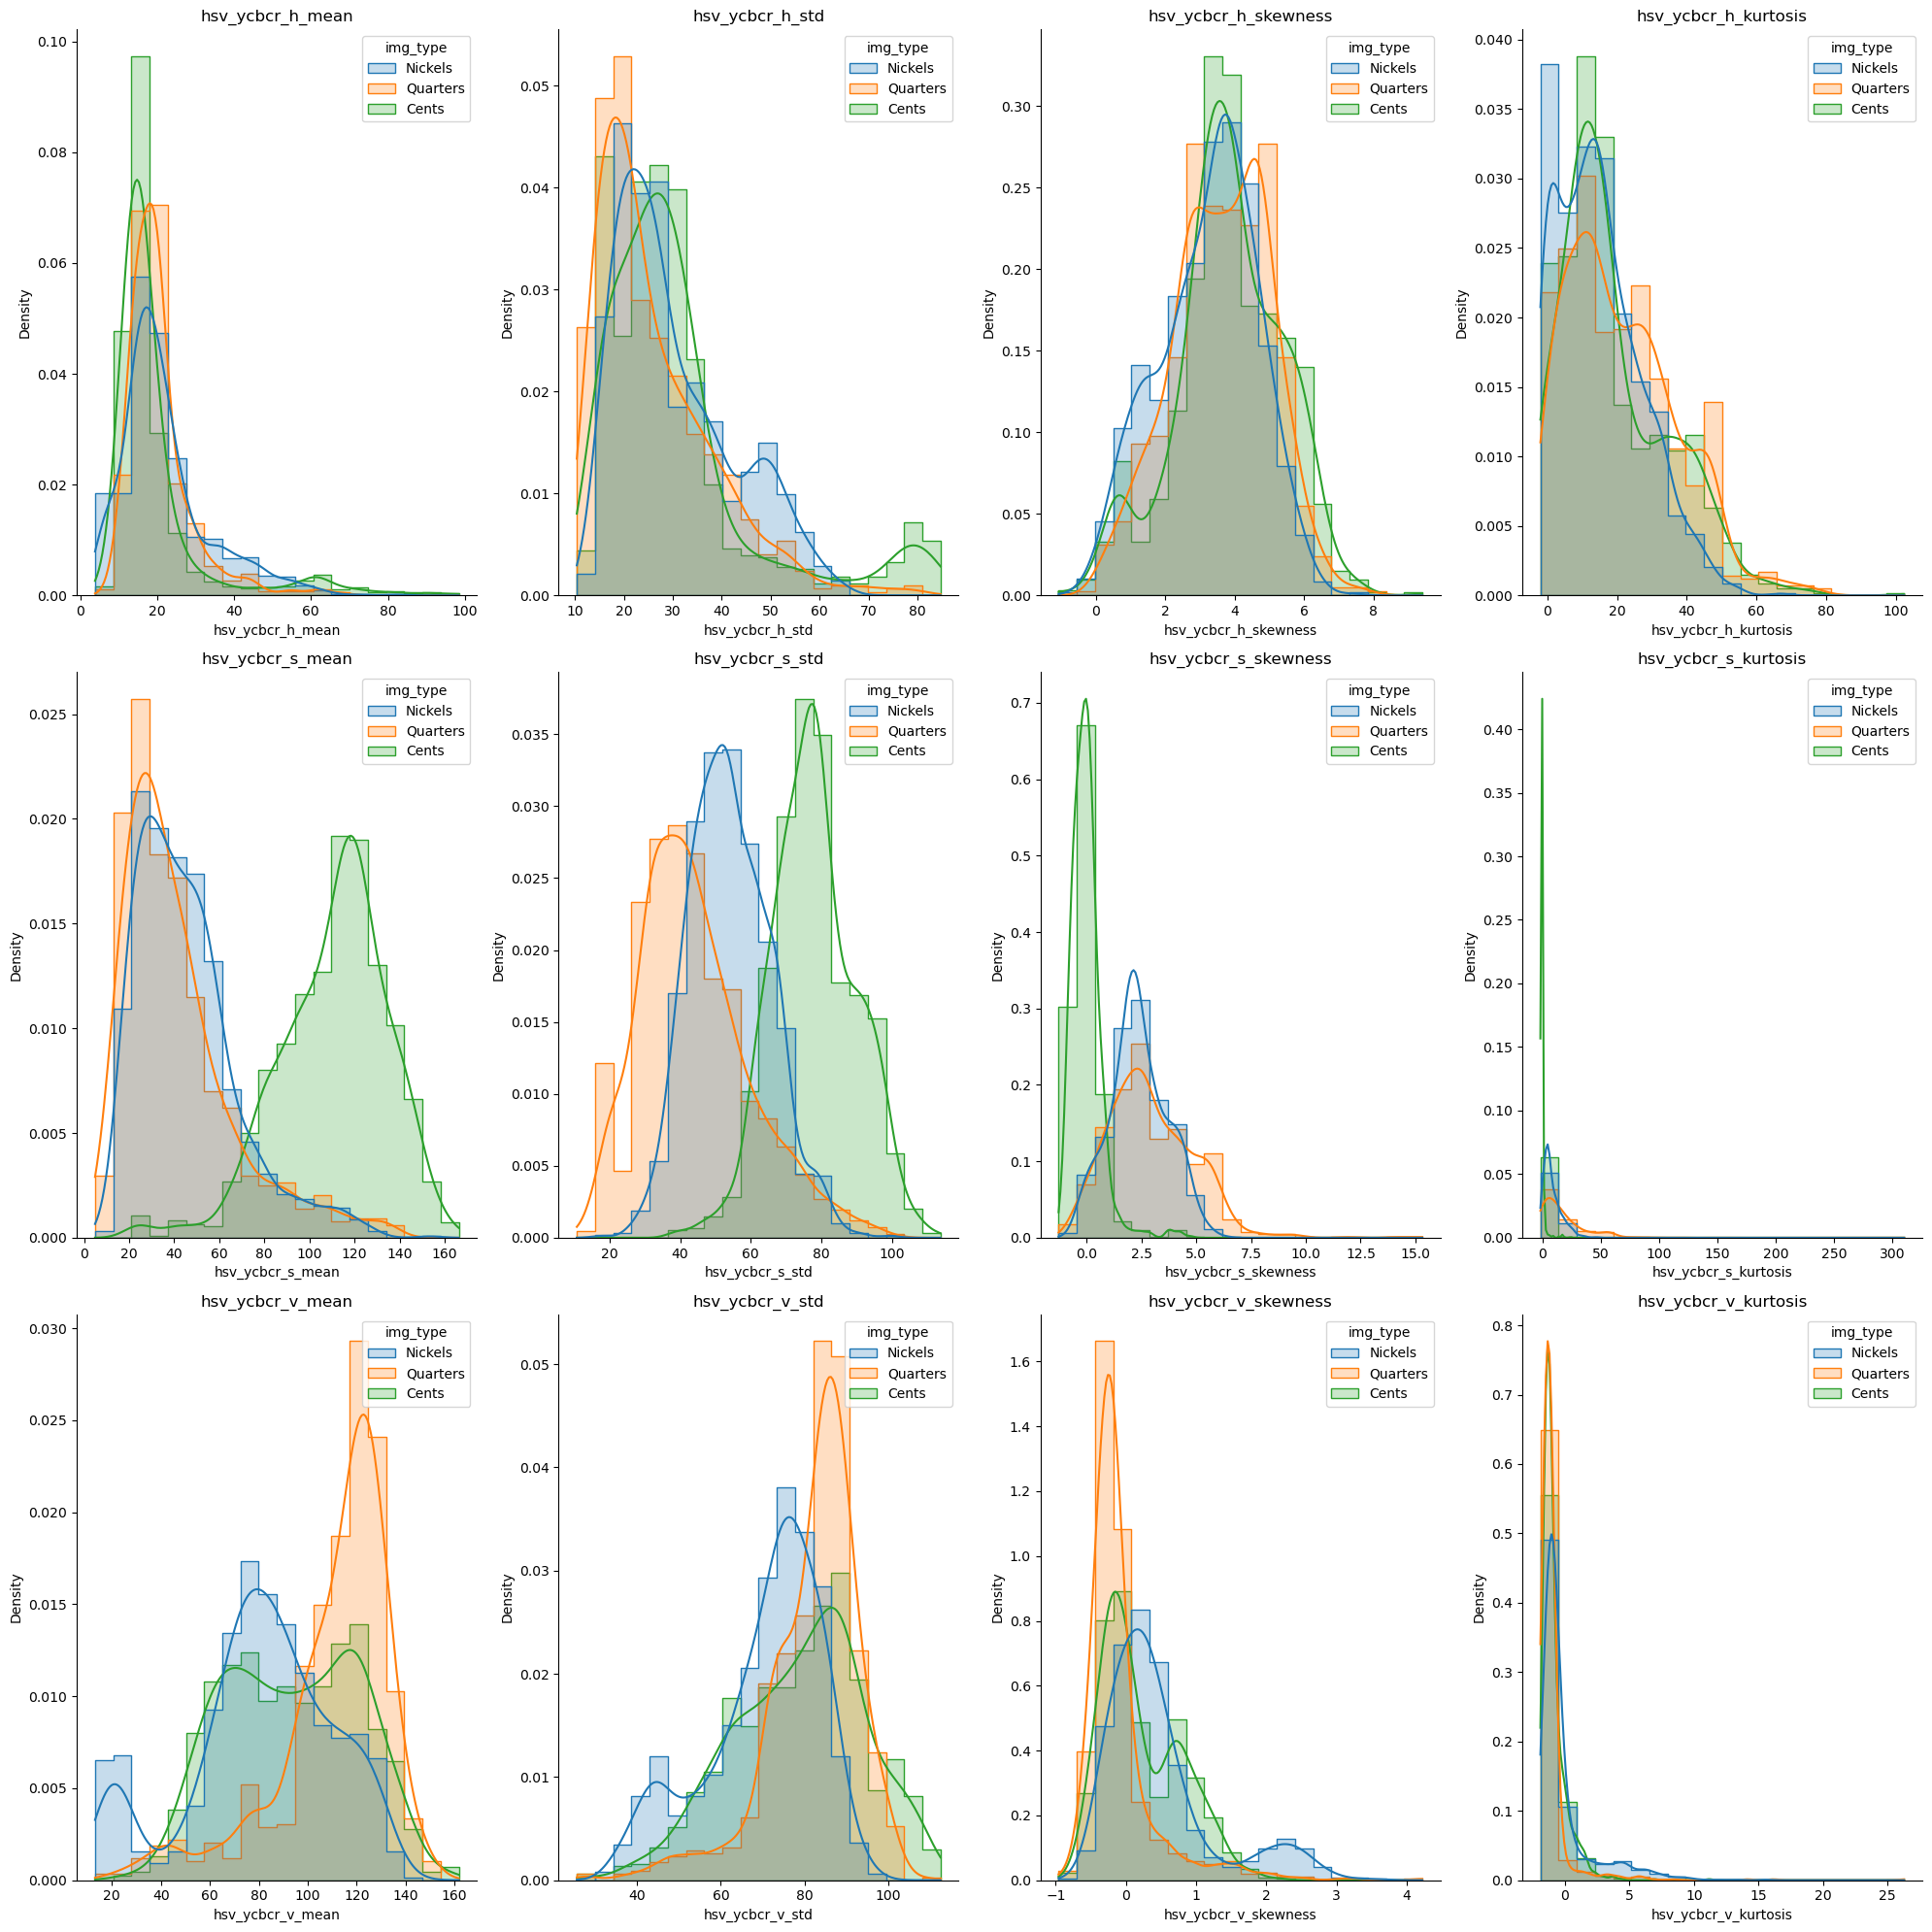 hsv_ycbcr_h_mean
0.10
0.08
0.06
0.04
0.02
0.00
Density
0 20 40 60 80 100
hsv_ycbcr_h_mean
img_type
Nickels
Quarters
Cents
hsv_ycbcr_h_std
0.05
0.04
0.03
0.02
0.01
0.00
Density
10 20 30 40 50 60 70 80
hsv_ycbcr_h_std
img_type
Nickels
Quarters
Cents
hsv_ycbcr_h_skewness
0.30
0.25
0.20
0.15
0.10
0.05
0.00
Density
0 2 4 6 8
hsv_ycbcr_h_skewness
img_type
Nickels
Quarters
Cents
hsv_ycbcr_h_kurtosis
0.040
0.035
0.030
0.025
0.020
0.015
0.010
0.005
0.000
Density
0 20 40 60 80 100
hsv_ycbcr_h_kurtosis
img_type
Nickels
Quarters
Cents
hsv_ycbcr_s_mean
0.025
0.020
0.015
0.010
0.005
0.000
Density
0 20 40 60 80 100 120 140 160
hsv_ycbcr_s_mean
img_type
Nickels
Quarters
Cents
hsv_ycbcr_s_std
0.035
0.030
0.025
0.020
0.015
0.010
0.005
0.000
Density
20 40 60 80 100
hsv_ycbcr_s_std
img_type
Nickels
Quarters
Cents
hsv_ycbcr_s_skewness
0.7
0.6
0.5
0.4
0.3
0.2
0.1
0.0
Density
0.0 2.5 5.0 7.5 10.0 12.5 15.0
hsv_ycbcr_s_skewness
img_type
Nickels
Quarters
Cents
hsv_ycbcr_s_kurtosis
0.40
0.35
0.30
0.25
0.20
0.15
0.10
0.05
0.00
Density
0 50 100 150 200 250 300
hsv_ycbcr_s_kurtosis
img_type
Nickels
Quarters
Cents
hsv_ycbcr_v_mean
0.030
0.025
0.020
0.015
0.010
0.005
0.000
Density
20 40 60 80 100 120 140 160
hsv_ycbcr_v_mean
img_type
Nickels
Quarters
Cents
hsv_ycbcr_v_std
0.05
0.04
0.03
0.02
0.01
0.00
Density
40 60 80 100
hsv_ycbcr_v_std
img_type
Nickels
Quarters
Cents
hsv_ycbcr_v_skewness
1.6
1.4
1.2
1.0
0.8
0.6
0.4
0.2
0.0
Density
−1 0 1 2 3 4
hsv_ycbcr_v_skewness
img_type
Nickels
Quarters
Cents
hsv_ycbcr_v_kurtosis
0.8
0.7
0.6
0.5
0.4
0.3
0.2
0.1
0.0
Density
0 5 10 15 20 25
hsv_ycbcr_v_kurtosis
img_type
Nickels
Quarters
Cents